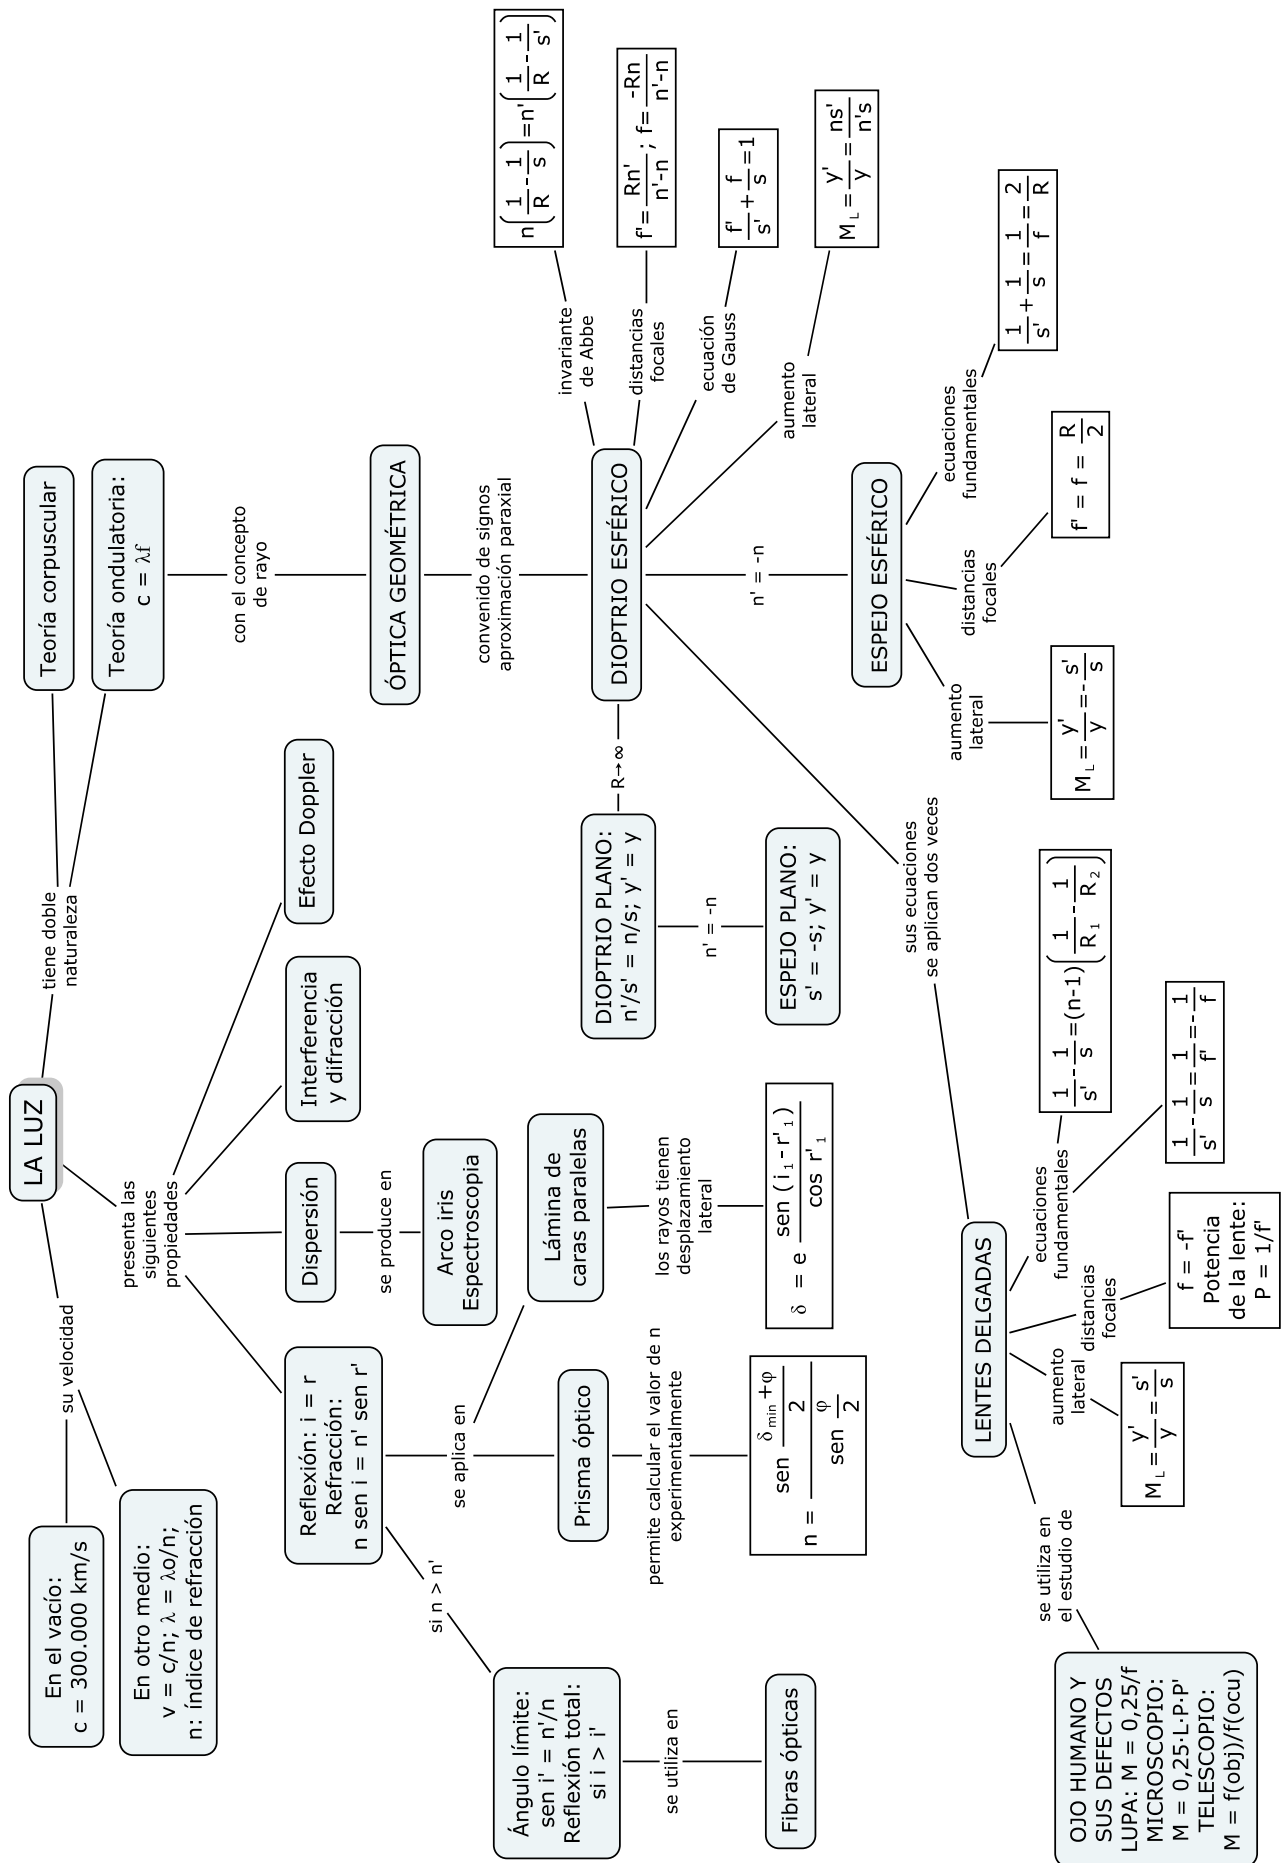 LA LUZ
su velocidad
En el vacío:
c = 300.000 km/s
En otro medio:
v = c/n; λ = λo/n;
n: índice de refracción
presenta las
siguientes
propiedades
Reflexión: i = r
Refracción:
n sen i = n' sen r'
si n > n'
Ángulo límite:
sen i' = n'/n
Reflexión total:
si i > i'
se utiliza en
Fibras ópticas
se aplica en
Prisma óptico
permite calcular el valor de n
experimentalmente
n = sen (δmin+φ)/2 / sen φ/2
Lámina de
caras paralelas
los rayos tienen
desplazamiento
lateral
δ = e sen (i₁-r'₁) / cos r'₁
Dispersión
se produce en
Arco iris
Espectroscopia
Interferencia
y difracción
Efecto Doppler
tiene doble
naturaleza
Teoría corpuscular
Teoría ondulatoria:
c = λf
con el concepto
de rayo
ÓPTICA GEOMÉTRICA
convenido de signos
aproximación paraxial
DIOPTRIO ESFÉRICO
invariante
de Abbe
n(1/R-1/s)=n'(1/R-1/s')
distancias
focales
f'=Rn'/n'-n; f=-Rn/n'-n
ecuación
de Gauss
f'/s'+f/s=1
aumento
lateral
M_L=y'/y=ns'/n's
R→∞
DIOPTRIO PLANO:
n'/s' = n/s; y' = y
n' = -n
ESPEJO PLANO:
s' = -s; y' = y
n' = -n
ESPEJO ESFÉRICO
aumento
lateral
M_L=y'/y=-s'/s
distancias
focales
f' = f = R/2
ecuaciones
fundamentales
1/s'+1/s=1/f=2/R
sus ecuaciones
se aplican dos veces
LENTES DELGADAS
se utiliza en
el estudio de
OJO HUMANO Y
SUS DEFECTOS
LUPA: M = 0,25/f
MICROSCOPIO:
M = 0,25·L·P·P'
TELESCOPIO:
M = f(obj)/f(ocu)
aumento
lateral
M_L=y'/y=s'/s
distancias
focales
f = -f'
Potencia
de la lente:
P = 1/f'
ecuaciones
fundamentales
1/s'-1/s=(n-1)(1/R₁-1/R₂)
1/s'-1/s=1/f'=-1/f